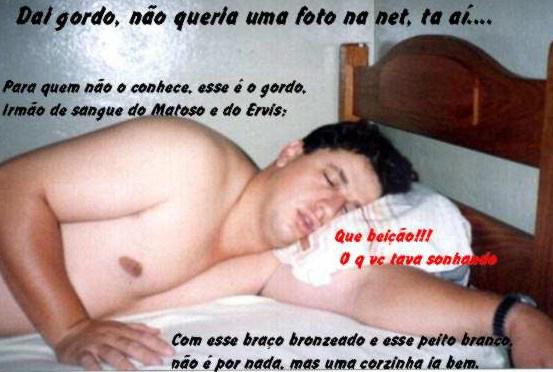 Dai gordo, não queria uma foto na net, ta aí....
Para quem não o conhece, esse é o gordo,
Irmão de sangue do Matoso e do Ervis;
Que beição!!!
O q vc tava sonhando
Com esse braço bronzeado e esse peito branco,
não é por nada, mas uma corzinha ia bem.